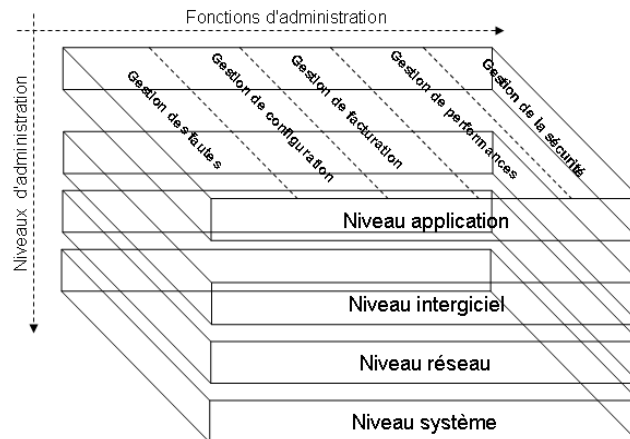 Fonctions d'administration
Niveaux d'administration
Gestion des fautes
Gestion de configuration
Gestion de facturation
Gestion de performances
Gestion de la sécurité
Niveau application
Niveau intergiciel
Niveau réseau
Niveau système